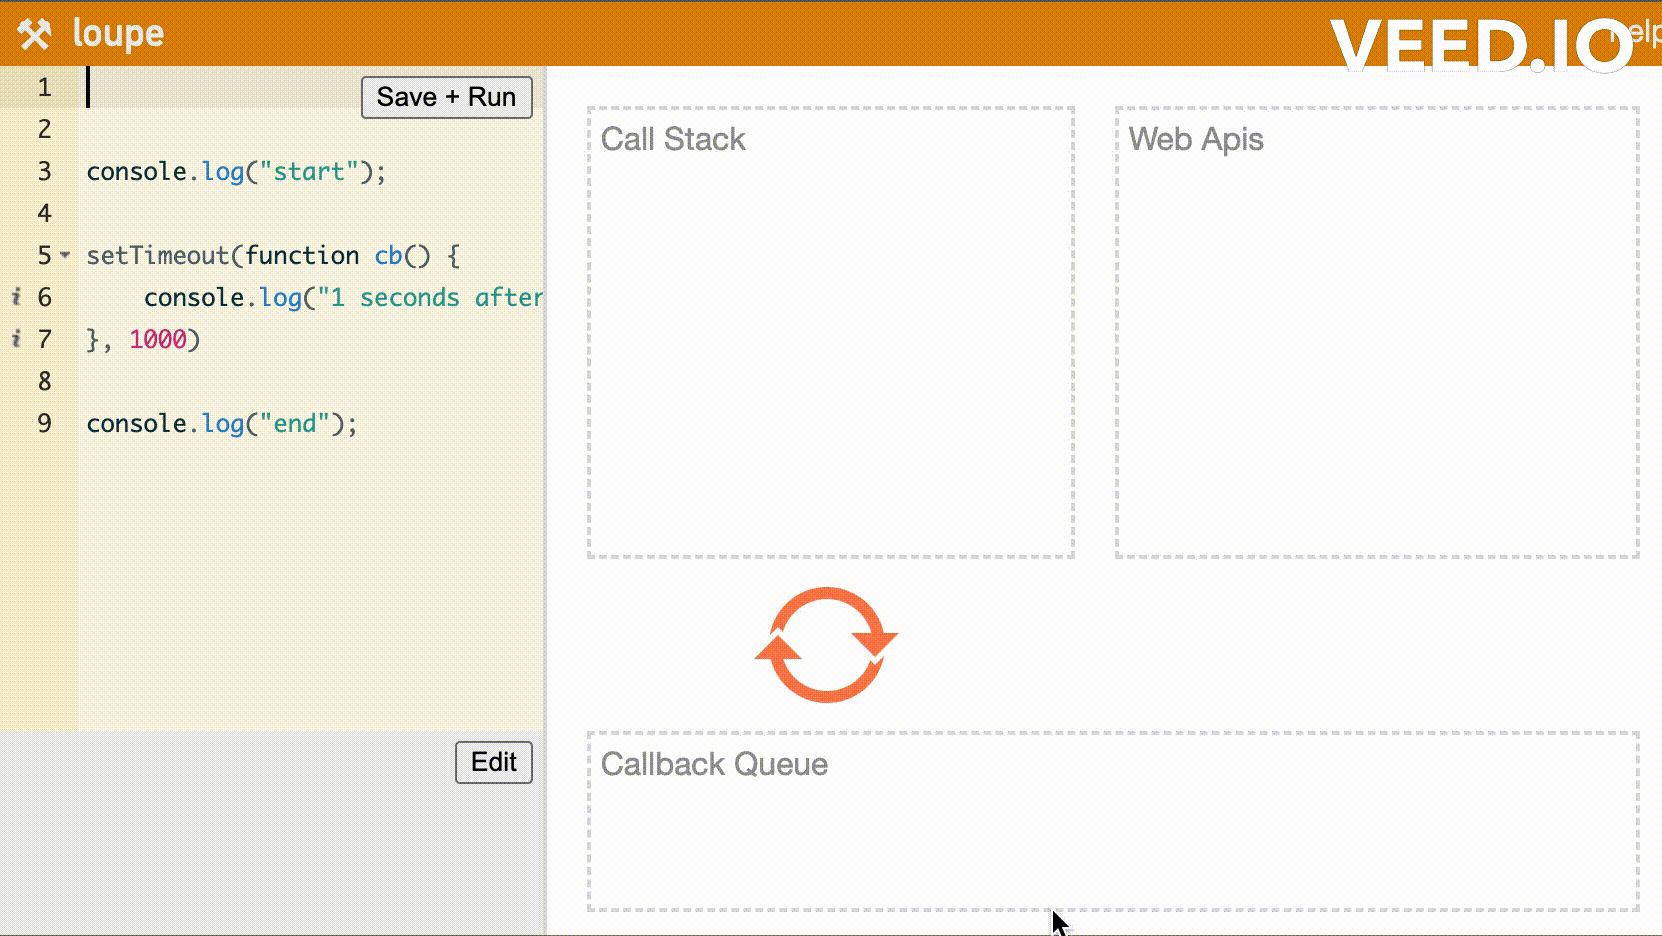 loupe
Help
VEED.IO
1
Save + Run
2
3 console.log("start");
4
5 setTimeout(function cb() {
i 6 console.log("1 seconds after
i 7 }, 1000)
8
9 console.log("end");
Edit
Call Stack
Web Apis
Callback Queue